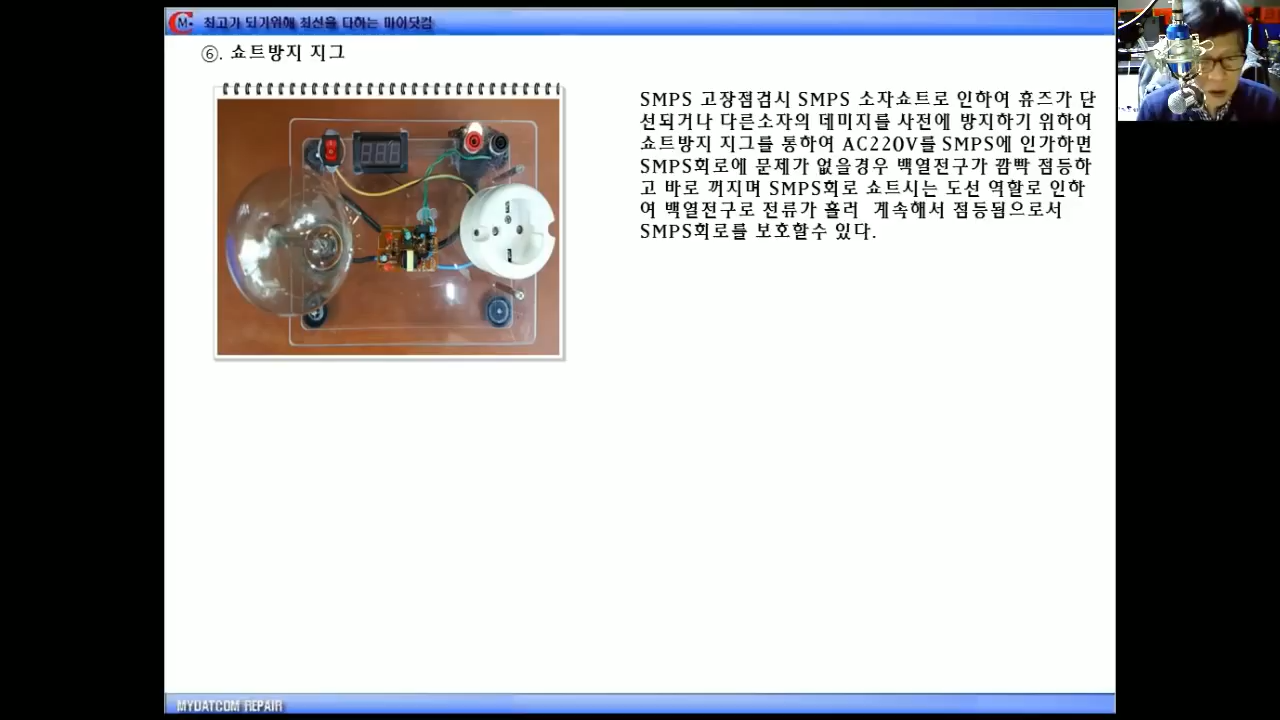 최고가 되기위해 최선을 다하는 마이닷컴
⑥. 쇼트방지 지그
SMPS 고장점검시 SMPS 소자쇼트로 인하여 휴즈가 단
선되거나 다른소자의 데미지를 사전에 방지하기 위하여
쇼트방지 지그를 통하여 AC220V를 SMPS에 인가하면
SMPS회로에 문제가 없을경우 백열전구가 깜빡 점등하
고 바로 꺼지며 SMPS회로 쇼트시는 도선 역할로 인하
여 백열전구로 전류가 흘러 계속해서 점등됨으로서
SMPS회로를 보호할수 있다.
MYDATCOM REPAIR